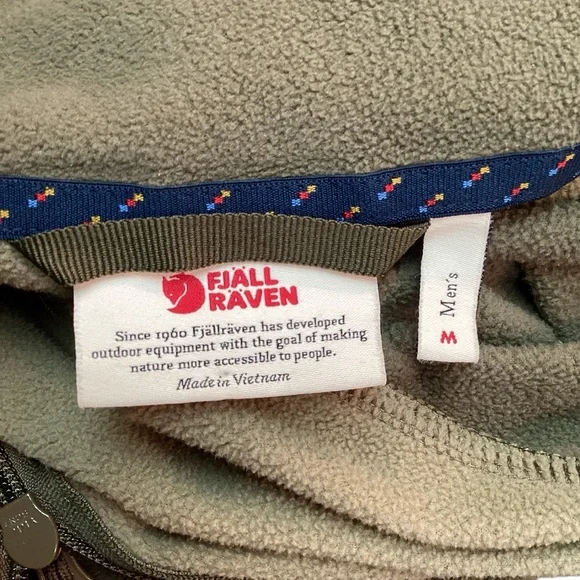 FJÄLL
RÄVEN
Since 1960 Fjällräven has developed
outdoor equipment with the goal of making
nature more accessible to people.
Made in Vietnam
Men's
M
YKK